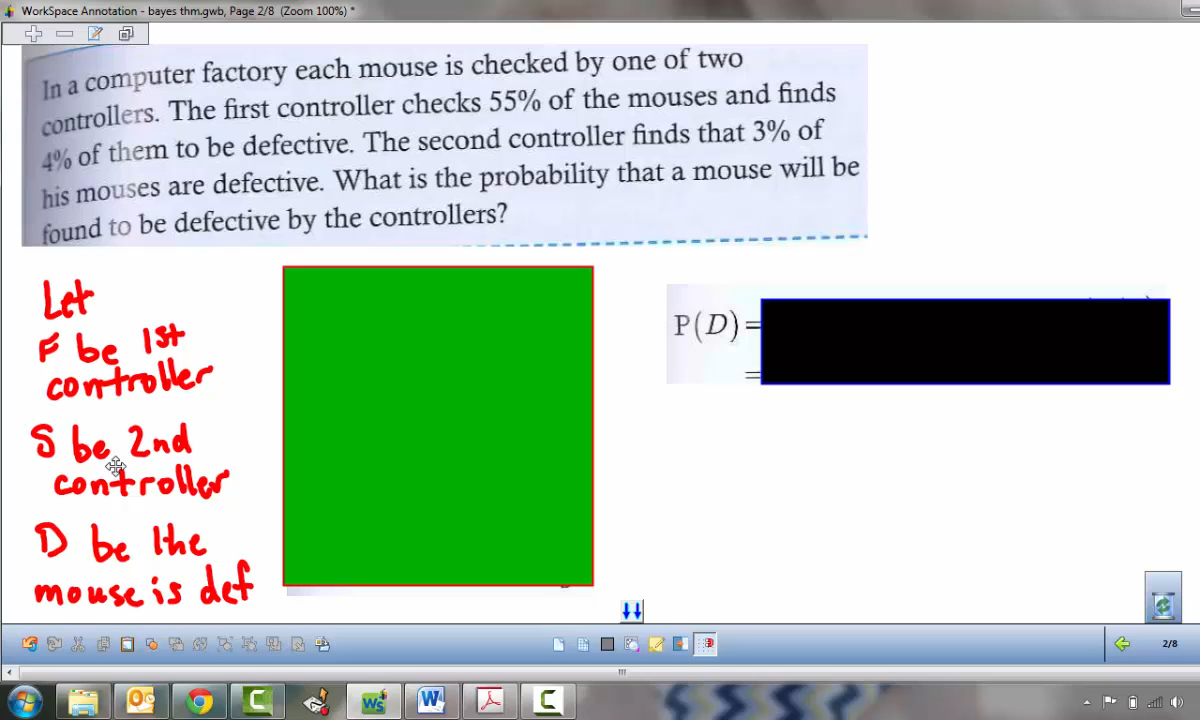 WorkSpace Annotation - bayes thm.gwb, Page 2/8 (Zoom 100%) *
In a computer factory each mouse is checked by one of two
controllers. The first controller checks 55% of the mouses and finds
4% of them to be defective. The second controller finds that 3% of
his mouses are defective. What is the probability that a mouse will be
found to be defective by the controllers?
Let
F be 1st
controller
S be 2nd
controller
D be the
mouse is def
P(D) =
=
2/8